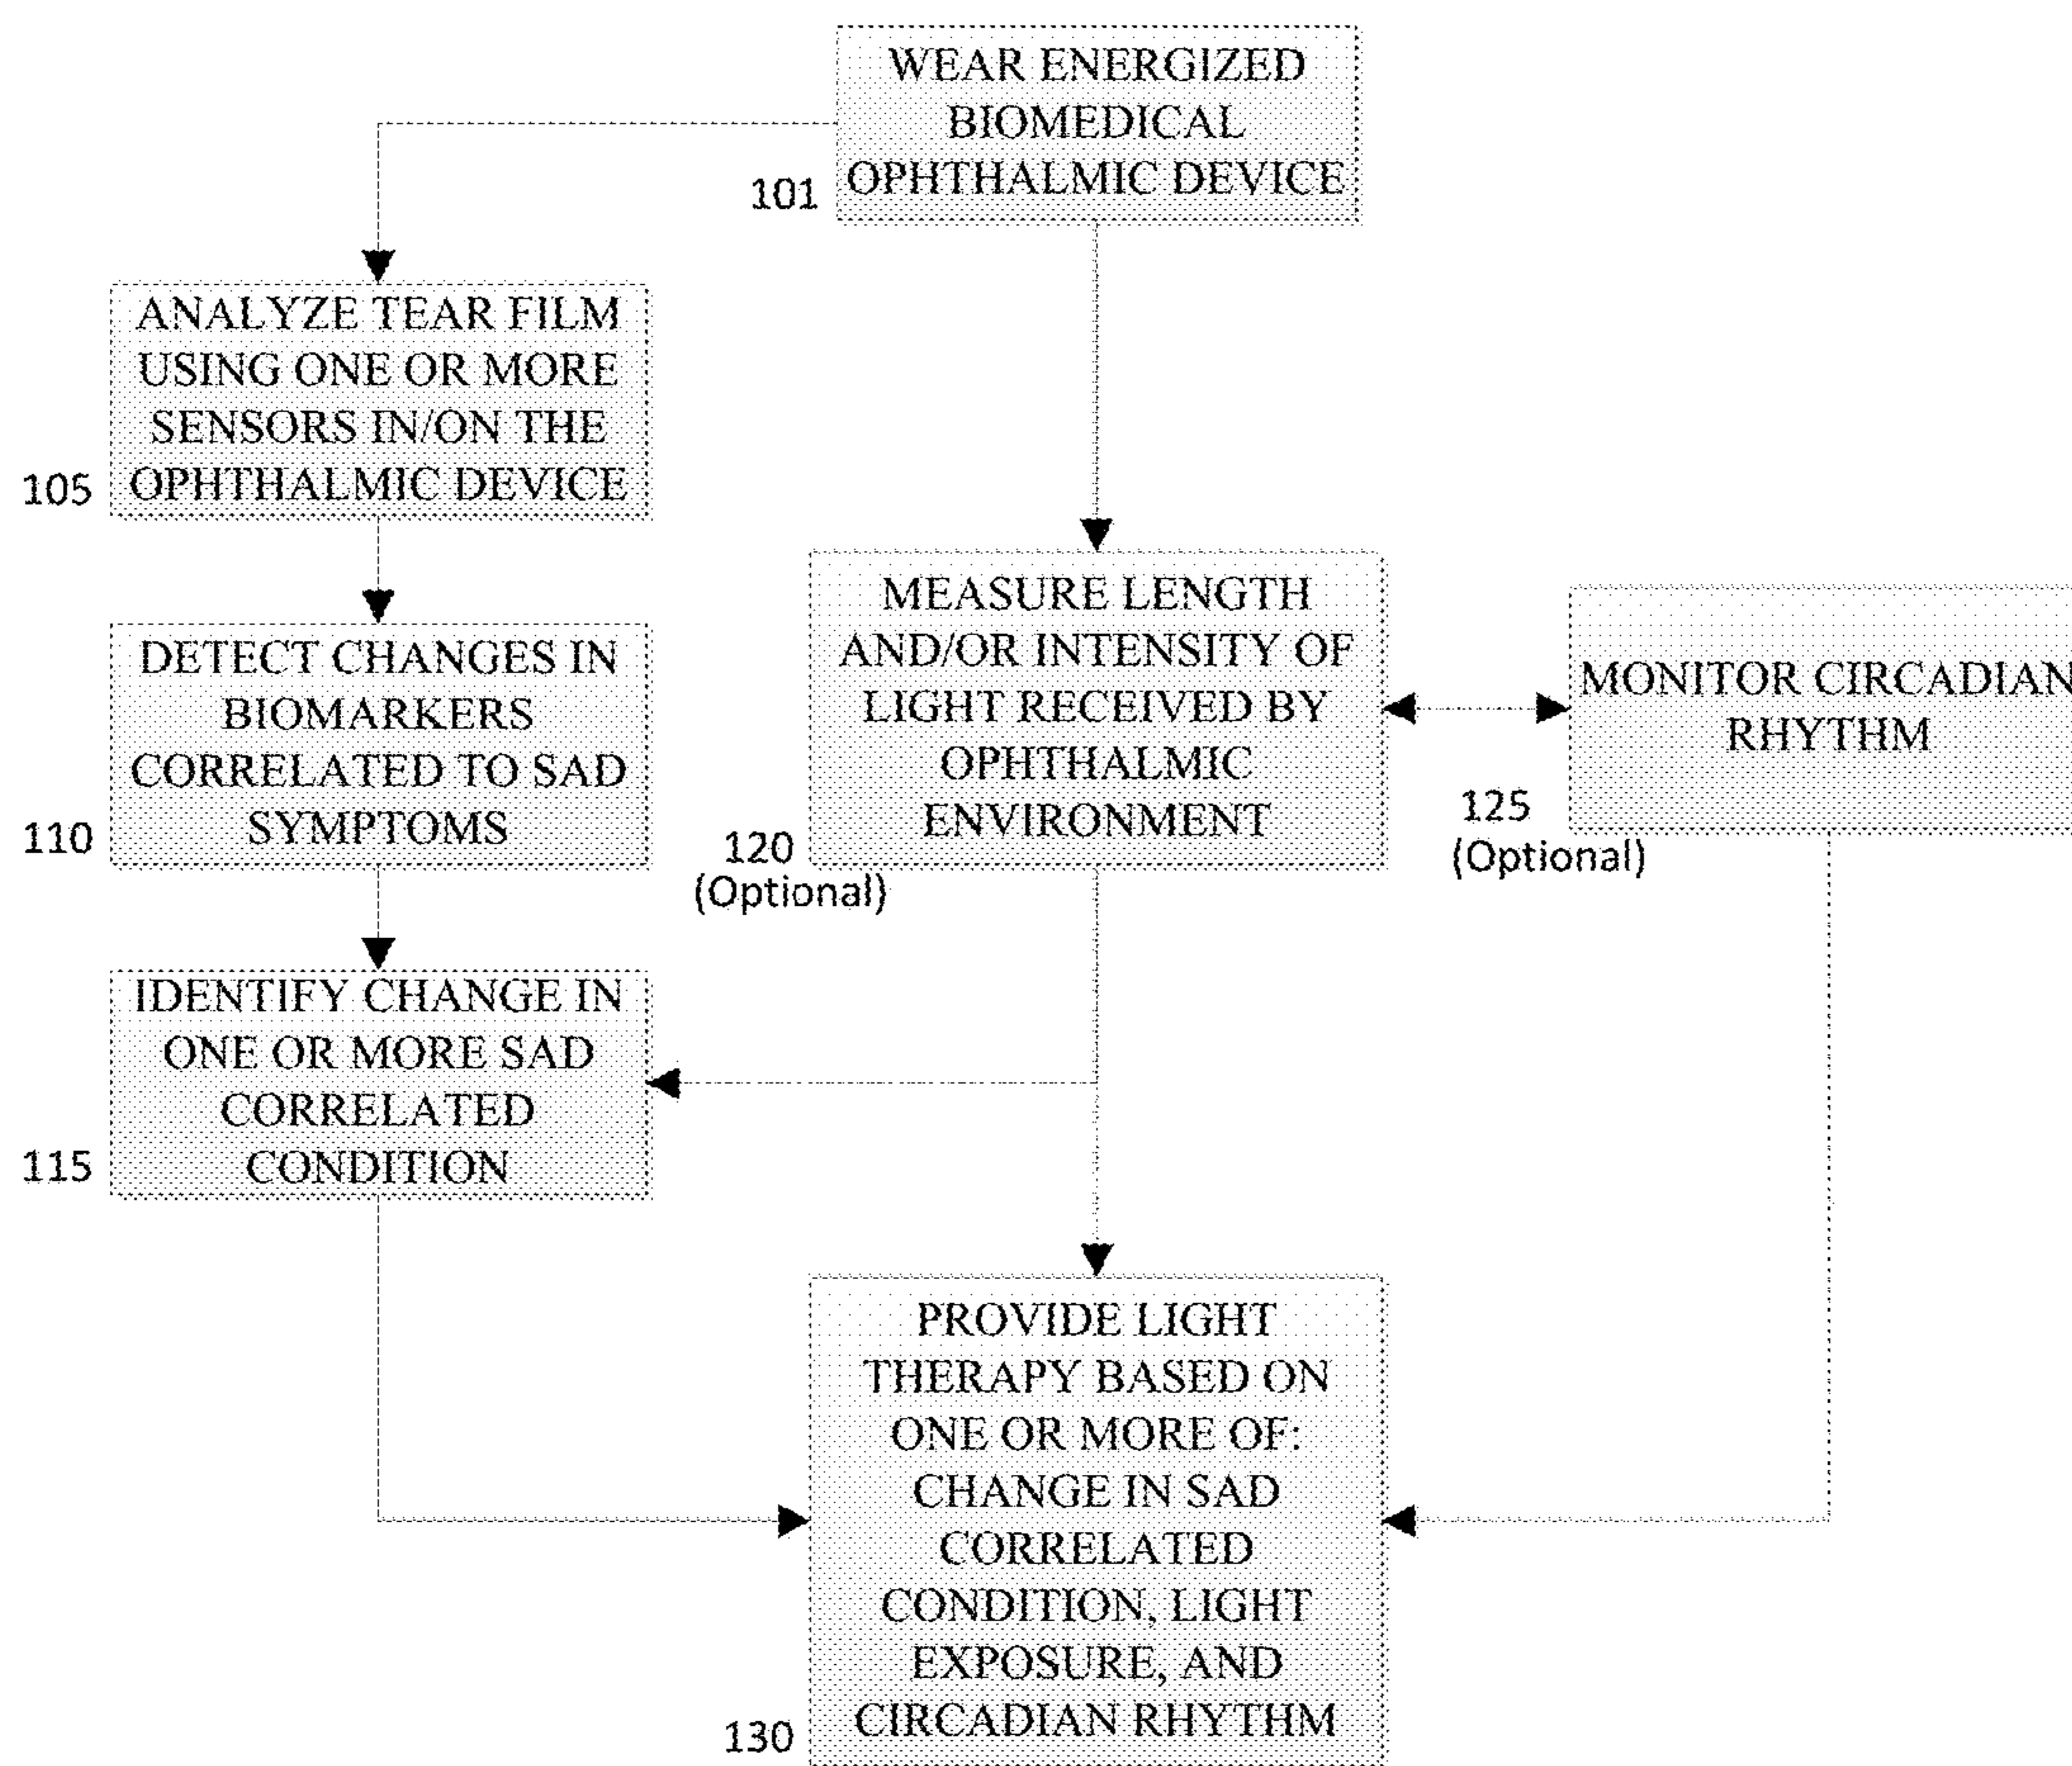 WEAR ENERGIZED
BIOMEDICAL
OPHTHALMIC DEVICE
101
ANALYZE TEAR FILM
USING ONE OR MORE
SENSORS IN/ON THE
OPHTHALMIC DEVICE
105
DETECT CHANGES IN
BIOMARKERS
CORRELATED TO SAD
SYMPTOMS
110
IDENTIFY CHANGE IN
ONE OR MORE SAD
CORRELATED
CONDITION
115
MEASURE LENGTH
AND/OR INTENSITY OF
LIGHT RECEIVED BY
OPHTHALMIC
ENVIRONMENT
120
(Optional)
MONITOR CIRCADIAN
RHYTHM
125
(Optional)
PROVIDE LIGHT
THERAPY BASED ON
ONE OR MORE OF:
CHANGE IN SAD
CORRELATED
CONDITION, LIGHT
EXPOSURE, AND
CIRCADIAN RHYTHM
130